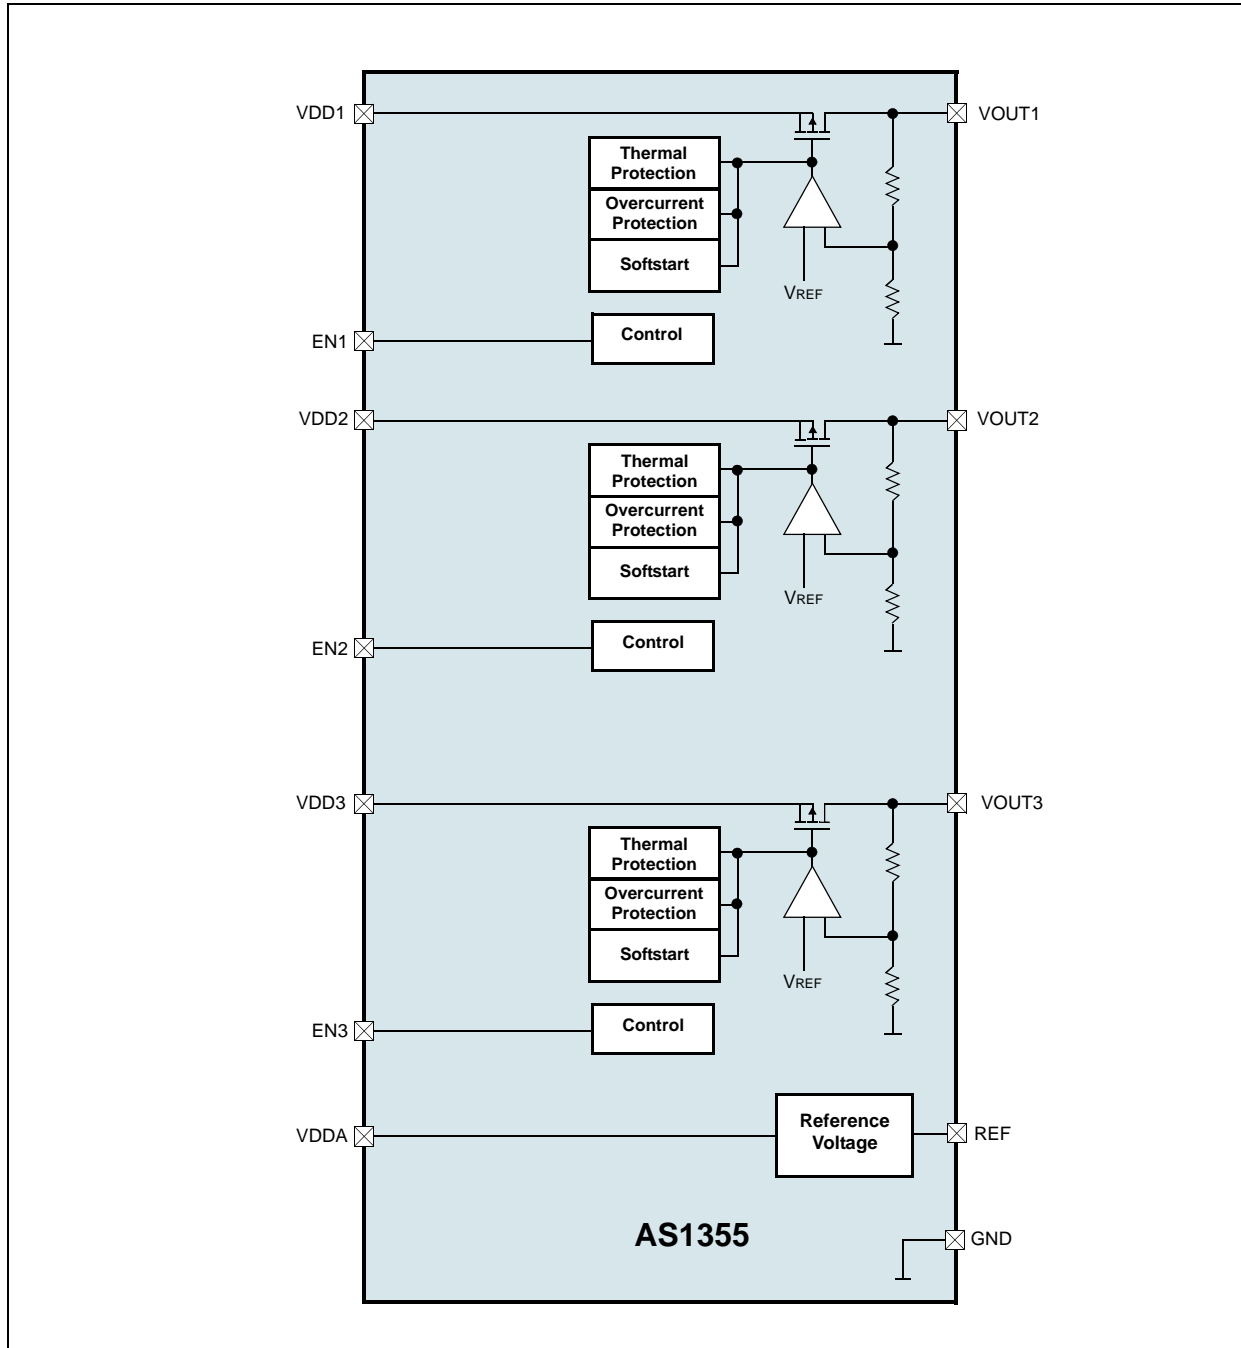 VDD1
VOUT1
Thermal
Protection
Overcurrent
Protection
Softstart
VREF
EN1
Control
VDD2
VOUT2
Thermal
Protection
Overcurrent
Protection
Softstart
VREF
EN2
Control
VDD3
VOUT3
Thermal
Protection
Overcurrent
Protection
Softstart
VREF
EN3
Control
VDDA
Reference
Voltage
REF
AS1355
GND